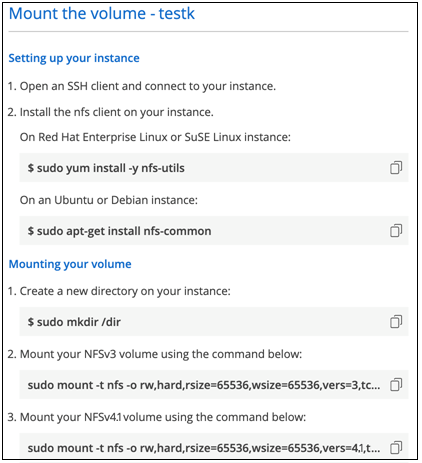 Mount the volume - testk
Setting up your instance
1. Open an SSH client and connect to your instance.
2. Install the nfs client on your instance.
On Red Hat Enterprise Linux or SuSE Linux instance:
$ sudo yum install -y nfs-utils
On an Ubuntu or Debian instance:
$ sudo apt-get install nfs-common
Mounting your volume
1. Create a new directory on your instance:
$ sudo mkdir /dir
2. Mount your NFSv3 volume using the command below:
sudo mount -t nfs -o rw,hard,rsize=65536,wsize=65536,vers=3,tc...
3. Mount your NFSv4.1 volume using the command below:
sudo mount -t nfs -o rw,hard,rsize=65536,wsize=65536,vers=4.1,t...